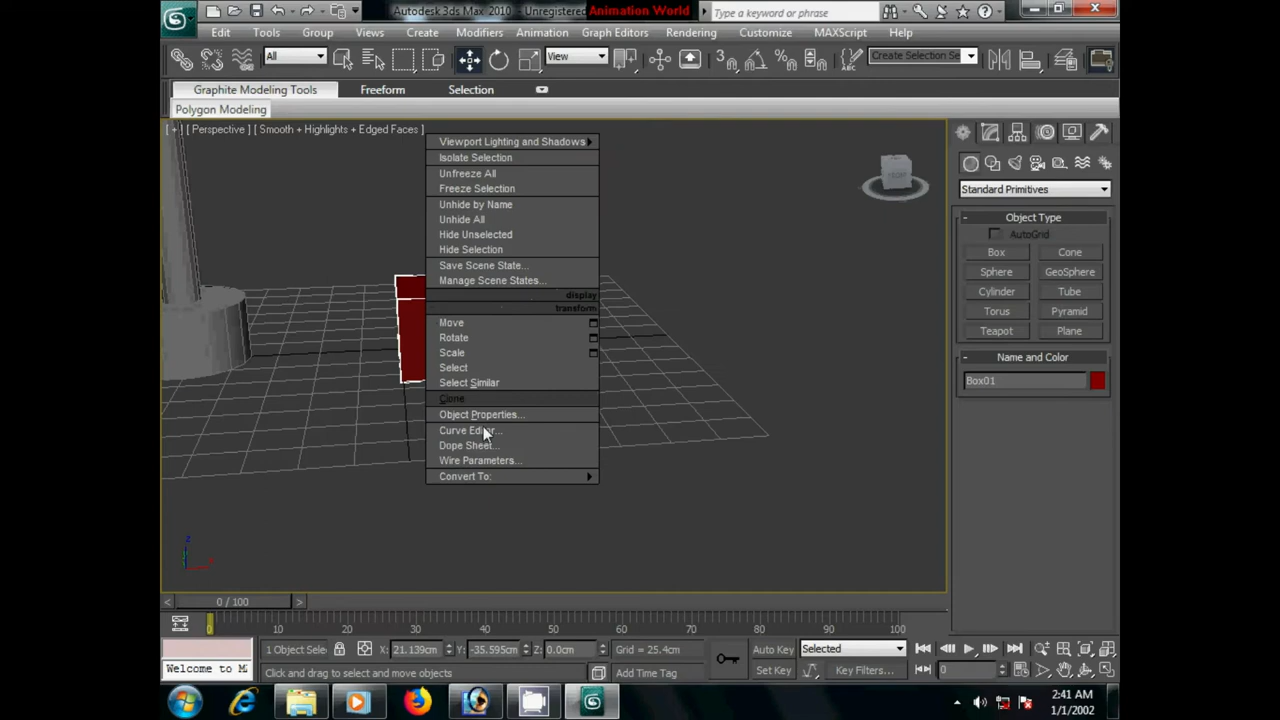 Autodesk 3ds Max 2010 - Unregistered
Animation World
Type a keyword or phrase
Edit Tools Group Views Create Modifiers Animation Graph Editors Rendering Customize MAXScript Help
All
View
Create Selection Se
Graphite Modeling Tools Freeform Selection
Polygon Modeling
[ + ] [ Perspective ] [ Smooth + Highlights + Edged Faces ]
Viewport Lighting and Shadows
Isolate Selection
Unfreeze All
Freeze Selection
Unhide by Name
Unhide All
Hide Unselected
Hide Selection
Save Scene State...
Manage Scene States...
display
transform
Move
Rotate
Scale
Select
Select Similar
Clone
Object Properties...
Dope Sheet...
Wire Parameters...
Convert To:
FRONT
Standard Primitives
Object Type
AutoGrid
Box Cone
Sphere GeoSphere
Cylinder Tube
Torus Pyramid
Teapot Plane
Name and Color
Box01
z
0 / 100
0 10 20 30 40 50 60 70 80 90 100
1 Object Sele
X: 21.139cm Y: -35.595cm Z: 0.0cm
Grid = 25.4cm
Auto Key Selected
Welcome to M
Click and drag to select and move objects
Add Time Tag
Set Key Key Filters...
0
2:41 AM
1/1/2002